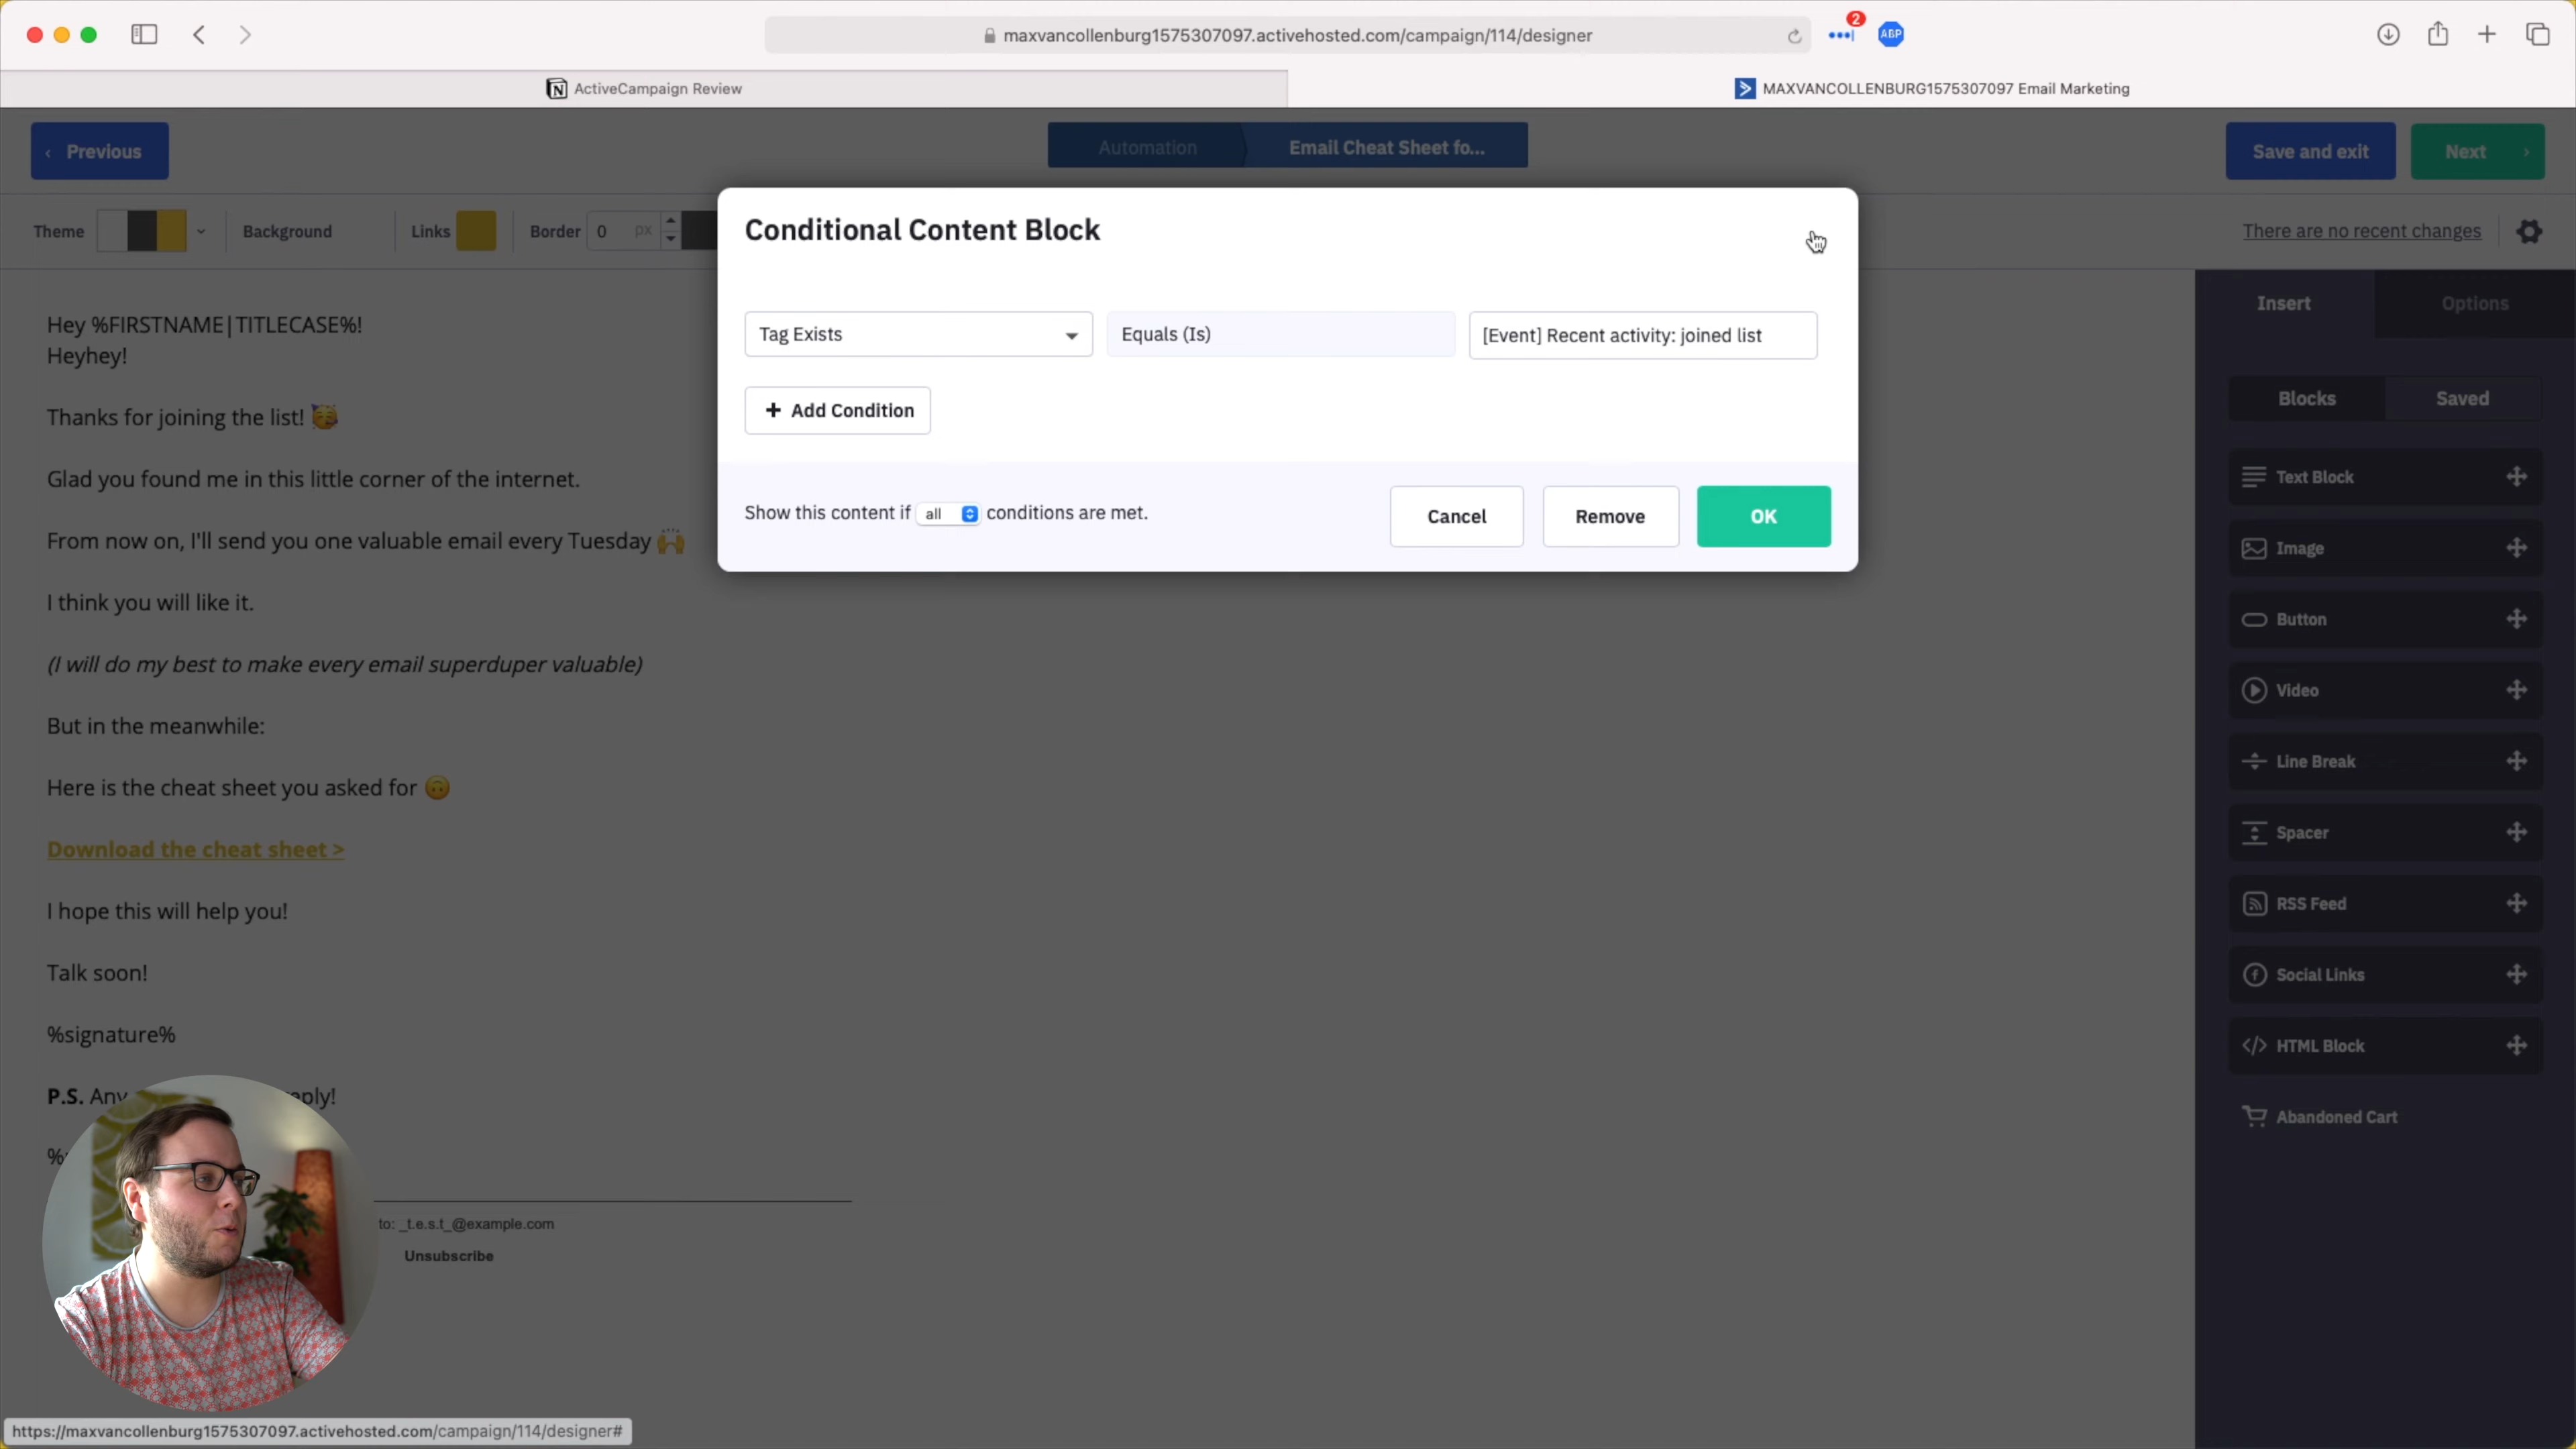 maxvancollenburg1575307097.activehosted.com/campaign/114/designer
2
ABP
ActiveCampaign Review
MAXVANCOLLENBURG1575307097 Email Marketing
Previous
Automation
Email Cheat Sheet fo...
Save and exit
Next
Theme
Background
Links
Border
0
px
There are no recent changes
Conditional Content Block
Tag Exists
Equals (Is)
[Event] Recent activity: joined list
+ Add Condition
Show this content if all conditions are met.
Cancel
Remove
OK
Hey %FIRSTNAME|TITLECASE%!
Heyhey!
Thanks for joining the list! 🥳
Glad you found me in this little corner of the internet.
From now on, I'll send you one valuable email every Tuesday 🙌
I think you will like it.
(I will do my best to make every email superduper valuable)
But in the meanwhile:
Here is the cheat sheet you asked for 🙃
Download the cheat sheet >
I hope this will help you!
Talk soon!
%signature%
P.S. Any
to: _t.e.s.t_@example.com
Unsubscribe
Insert
Options
Blocks
Saved
Text Block
Image
Button
Video
Line Break
Spacer
RSS Feed
Social Links
HTML Block
Abandoned Cart
https://maxvancollenburg1575307097.activehosted.com/campaign/114/designer#